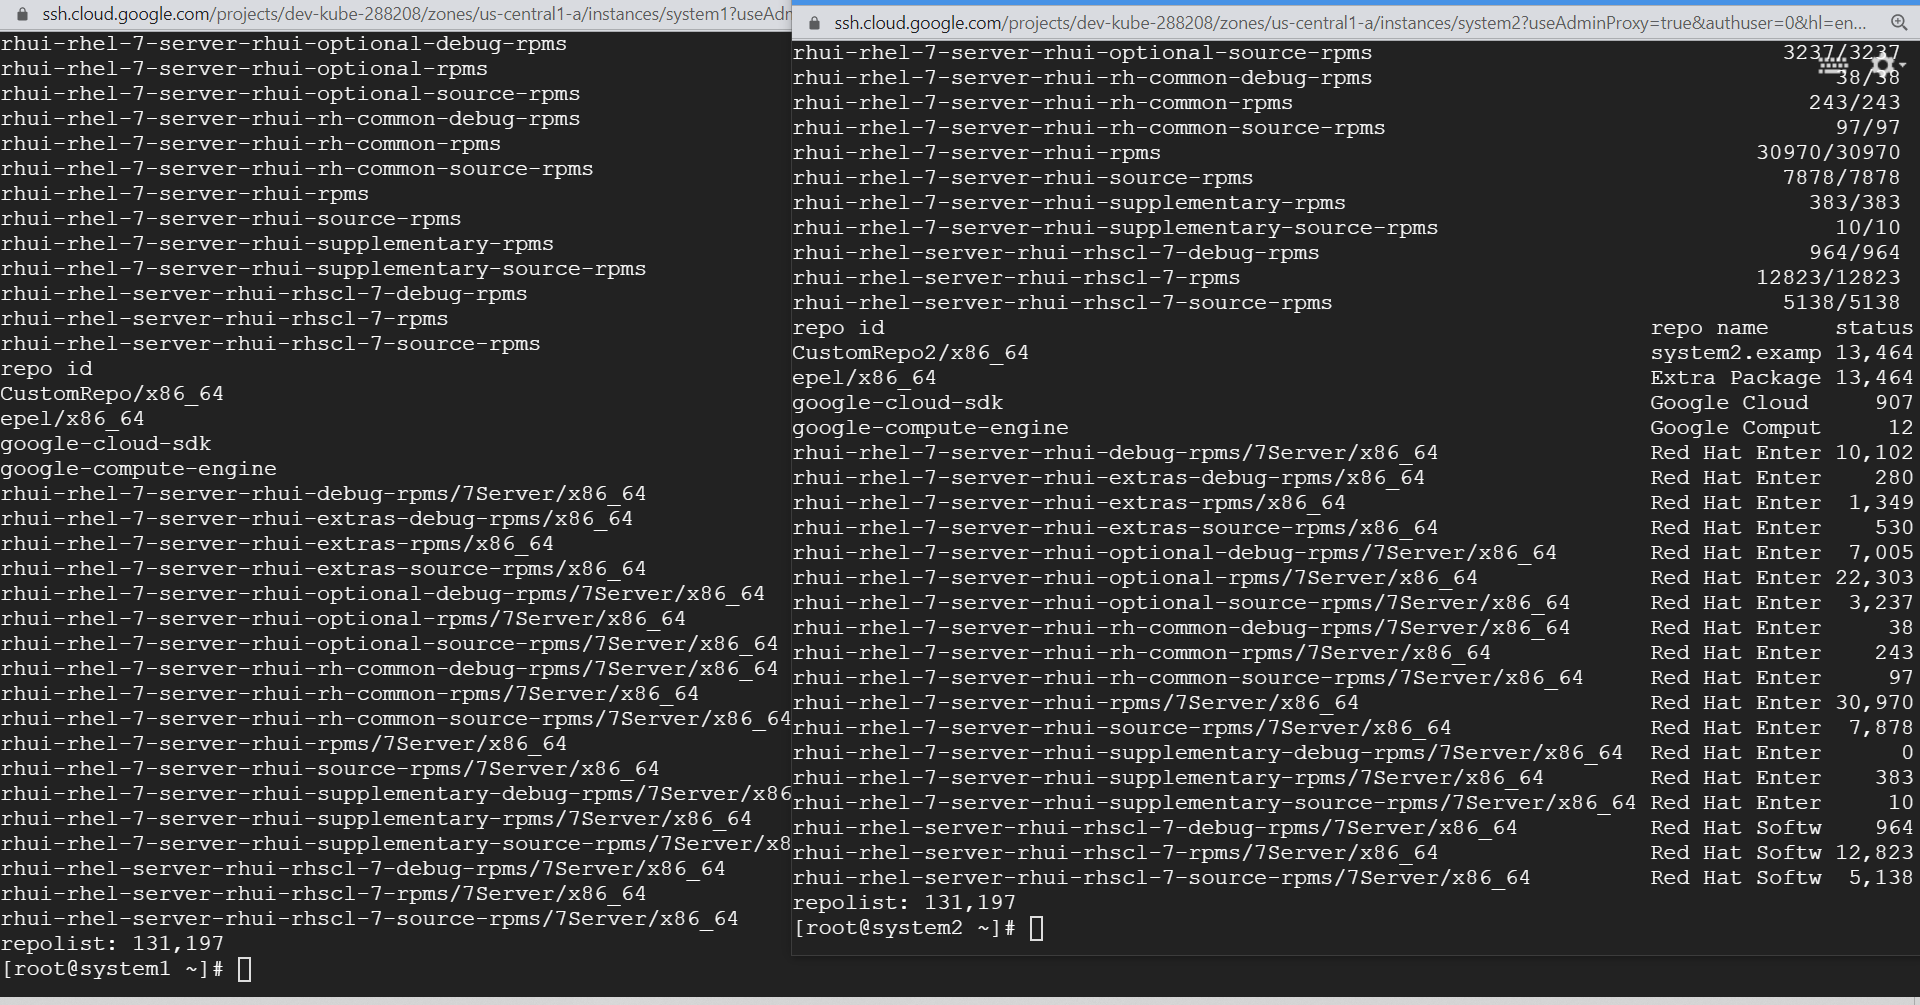 ssh.cloud.google.com/projects/dev-kube-288208/zones/us-central1-a/instances/system1?useAdm
rhui-rhel-7-server-rhui-optional-debug-rpms
rhui-rhel-7-server-rhui-optional-rpms
rhui-rhel-7-server-rhui-optional-source-rpms
rhui-rhel-7-server-rhui-rh-common-debug-rpms
rhui-rhel-7-server-rhui-rh-common-rpms
rhui-rhel-7-server-rhui-rh-common-source-rpms
rhui-rhel-7-server-rhui-rpms
rhui-rhel-7-server-rhui-source-rpms
rhui-rhel-7-server-rhui-supplementary-rpms
rhui-rhel-7-server-rhui-supplementary-source-rpms
rhui-rhel-server-rhui-rhscl-7-debug-rpms
rhui-rhel-server-rhui-rhscl-7-rpms
rhui-rhel-server-rhui-rhscl-7-source-rpms
repo id
CustomRepo/x86_64
epel/x86_64
google-cloud-sdk
google-compute-engine
rhui-rhel-7-server-rhui-debug-rpms/7Server/x86_64
rhui-rhel-7-server-rhui-extras-debug-rpms/x86_64
rhui-rhel-7-server-rhui-extras-rpms/x86_64
rhui-rhel-7-server-rhui-extras-source-rpms/x86_64
rhui-rhel-7-server-rhui-optional-debug-rpms/7Server/x86_64
rhui-rhel-7-server-rhui-optional-rpms/7Server/x86_64
rhui-rhel-7-server-rhui-optional-source-rpms/7Server/x86_64
rhui-rhel-7-server-rhui-rh-common-debug-rpms/7Server/x86_64
rhui-rhel-7-server-rhui-rh-common-rpms/7Server/x86_64
rhui-rhel-7-server-rhui-rh-common-source-rpms/7Server/x86_64
rhui-rhel-7-server-rhui-rpms/7Server/x86_64
rhui-rhel-7-server-rhui-source-rpms/7Server/x86_64
rhui-rhel-7-server-rhui-supplementary-debug-rpms/7Server/x86
rhui-rhel-7-server-rhui-supplementary-rpms/7Server/x86_64
rhui-rhel-7-server-rhui-supplementary-source-rpms/7Server/x8
rhui-rhel-server-rhui-rhscl-7-debug-rpms/7Server/x86_64
rhui-rhel-server-rhui-rhscl-7-rpms/7Server/x86_64
rhui-rhel-server-rhui-rhscl-7-source-rpms/7Server/x86_64
repolist: 131,197
[root@system1 ~]#
ssh.cloud.google.com/projects/dev-kube-288208/zones/us-central1-a/instances/system2?useAdminProxy=true&authuser=0&hl=en...
rhui-rhel-7-server-rhui-optional-source-rpms 3237/3237
rhui-rhel-7-server-rhui-rh-common-debug-rpms 38/38
rhui-rhel-7-server-rhui-rh-common-rpms 243/243
rhui-rhel-7-server-rhui-rh-common-source-rpms 97/97
rhui-rhel-7-server-rhui-rpms 30970/30970
rhui-rhel-7-server-rhui-source-rpms 7878/7878
rhui-rhel-7-server-rhui-supplementary-rpms 383/383
rhui-rhel-7-server-rhui-supplementary-source-rpms 10/10
rhui-rhel-server-rhui-rhscl-7-debug-rpms 964/964
rhui-rhel-server-rhui-rhscl-7-rpms 12823/12823
rhui-rhel-server-rhui-rhscl-7-source-rpms 5138/5138
repo id repo name status
CustomRepo2/x86_64 system2.examp 13,464
epel/x86_64 Extra Package 13,464
google-cloud-sdk Google Cloud 907
google-compute-engine Google Comput 12
rhui-rhel-7-server-rhui-debug-rpms/7Server/x86_64 Red Hat Enter 10,102
rhui-rhel-7-server-rhui-extras-debug-rpms/x86_64 Red Hat Enter 280
rhui-rhel-7-server-rhui-extras-rpms/x86_64 Red Hat Enter 1,349
rhui-rhel-7-server-rhui-extras-source-rpms/x86_64 Red Hat Enter 530
rhui-rhel-7-server-rhui-optional-debug-rpms/7Server/x86_64 Red Hat Enter 7,005
rhui-rhel-7-server-rhui-optional-rpms/7Server/x86_64 Red Hat Enter 22,303
rhui-rhel-7-server-rhui-optional-source-rpms/7Server/x86_64 Red Hat Enter 3,237
rhui-rhel-7-server-rhui-rh-common-debug-rpms/7Server/x86_64 Red Hat Enter 38
rhui-rhel-7-server-rhui-rh-common-rpms/7Server/x86_64 Red Hat Enter 243
rhui-rhel-7-server-rhui-rh-common-source-rpms/7Server/x86_64 Red Hat Enter 97
rhui-rhel-7-server-rhui-rpms/7Server/x86_64 Red Hat Enter 30,970
rhui-rhel-7-server-rhui-source-rpms/7Server/x86_64 Red Hat Enter 7,878
rhui-rhel-7-server-rhui-supplementary-debug-rpms/7Server/x86_64 Red Hat Enter 0
rhui-rhel-7-server-rhui-supplementary-rpms/7Server/x86_64 Red Hat Enter 383
rhui-rhel-7-server-rhui-supplementary-source-rpms/7Server/x86_64 Red Hat Enter 10
rhui-rhel-server-rhui-rhscl-7-debug-rpms/7Server/x86_64 Red Hat Softw 964
rhui-rhel-server-rhui-rhscl-7-rpms/7Server/x86_64 Red Hat Softw 12,823
rhui-rhel-server-rhui-rhscl-7-source-rpms/7Server/x86_64 Red Hat Softw 5,138
repolist: 131,197
[root@system2 ~]#